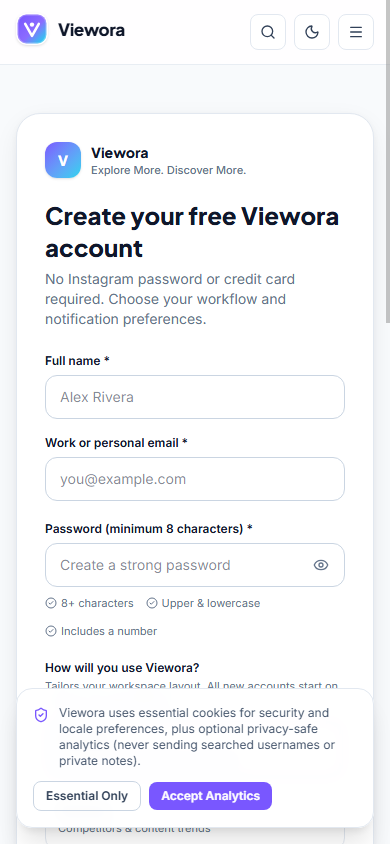 Viewora
Viewora
Explore More. Discover More.
Create your free Viewora
account
No Instagram password or credit card
required. Choose your workflow and
notification preferences.
Full name *
Alex Rivera
Work or personal email *
you@example.com
Password (minimum 8 characters) *
Create a strong password
8+ characters
Upper & lowercase
Includes a number
How will you use Viewora?
Tailors your workspace layout. All new accounts start on
Viewora uses essential cookies for security and
locale preferences, plus optional privacy-safe
analytics (never sending searched usernames or
private notes).
Essential Only
Accept Analytics
Competitors & content trends